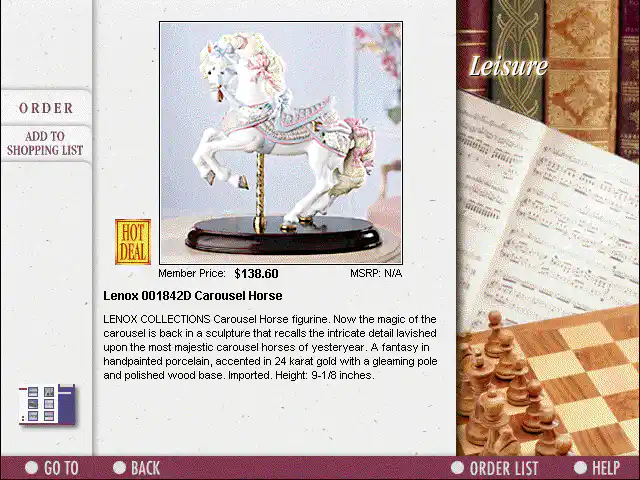 Leisure
ORDER
ADD TO
SHOPPING LIST
HOT
DEAL
Member Price: $138.60 MSRP: N/A
Lenox 001842D Carousel Horse
LENOX COLLECTIONS Carousel Horse figurine. Now the magic of the
carousel is back in a sculpture that recalls the intricate detail lavished
upon the most majestic carousel horses of yesteryear. A fantasy in
handpainted porcelain, accented in 24 karat gold with a gleaming pole
and polished wood base. Imported. Height: 9-1/8 inches.
GO TO
BACK
ORDER LIST
HELP